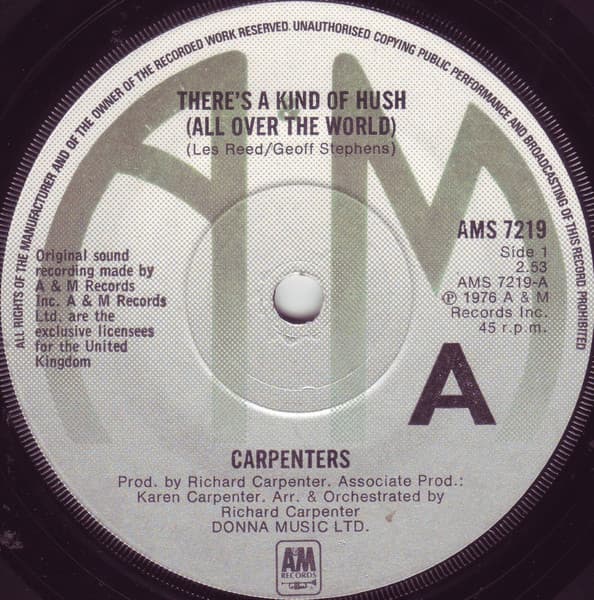 ALL RIGHTS OF THE MANUFACTURER AND OF THE OWNER OF THE RECORDED WORK RESERVED. UNAUTHORISED COPYING PUBLIC PERFORMANCE AND BROADCASTING OF THIS RECORD PROHIBITED
THERE'S A KIND OF HUSH
(ALL OVER THE WORLD)
(Les Reed/Geoff Stephens)
Original sound
recording made by
A & M Records
Inc. A & M Records
Ltd. are the
exclusive licensees
for the United
Kingdom
AMS 7219
Side 1
2.53
AMS 7219-A
℗ 1976 A & M
Records Inc.
45 r.p.m.
A
CARPENTERS
Prod. by Richard Carpenter. Associate Prod.:
Karen Carpenter. Arr. & Orchestrated by
Richard Carpenter
DONNA MUSIC LTD.
A&M
RECORDS